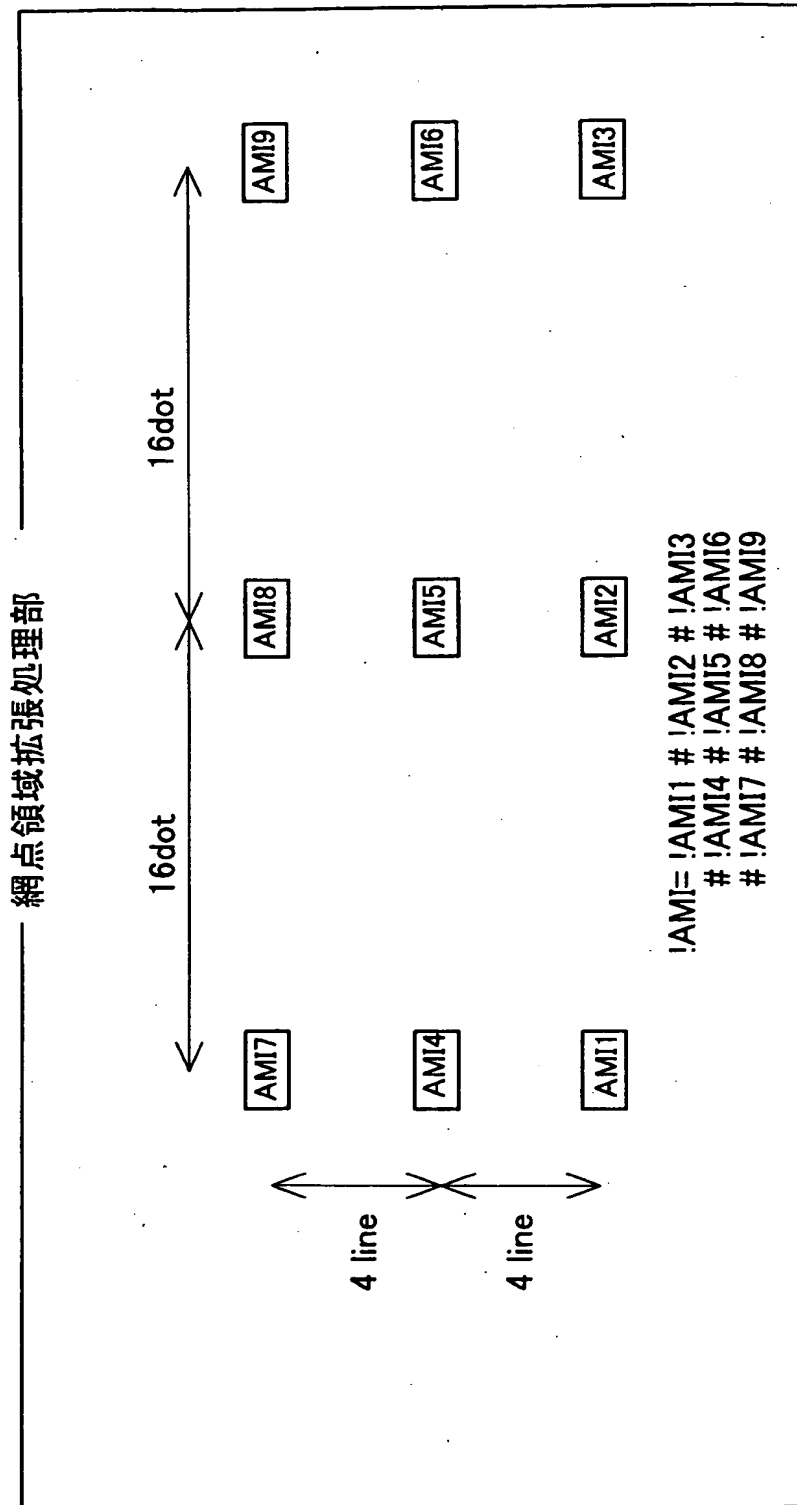 網点領域拡張処理部
16dot 16dot
AMI7 AMI8 AMI9
4 line
AMI4 AMI5 AMI6
4 line
AMI1 AMI2 AMI3
!AMI= !AMI1 # !AMI2 # !AMI3
# !AMI4 # !AMI5 # !AMI6
# !AMI7 # !AMI8 # !AMI9